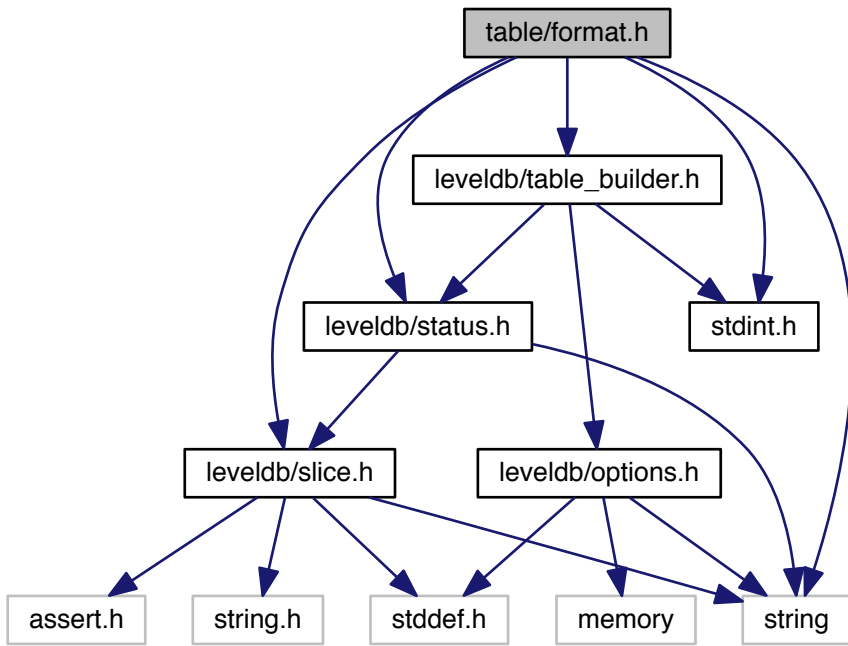 table/format.h
leveldb/table_builder.h
leveldb/status.h
stdint.h
leveldb/slice.h
leveldb/options.h
assert.h
string.h
stddef.h
memory
string